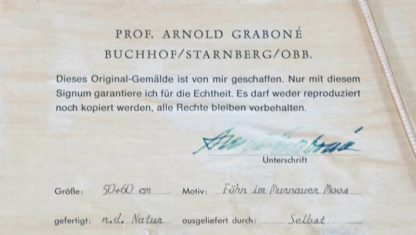 PROF. ARNOLD GRABONÉ
BUCHHOF/STARNBERG/OBB.
Dieses Original-Gemälde ist von mir geschaffen. Nur mit diesem
Signum garantiere ich für die Echtheit. Es darf weder reproduziert
noch kopiert werden, alle Rechte bleiben vorbehalten.
Arnold Graboné
Unterschrift
Größe: 50+60 cm Motiv: Föhn im Murnauer Moos
gefertigt: n.d. Natur ausgeliefert durch: Selbst